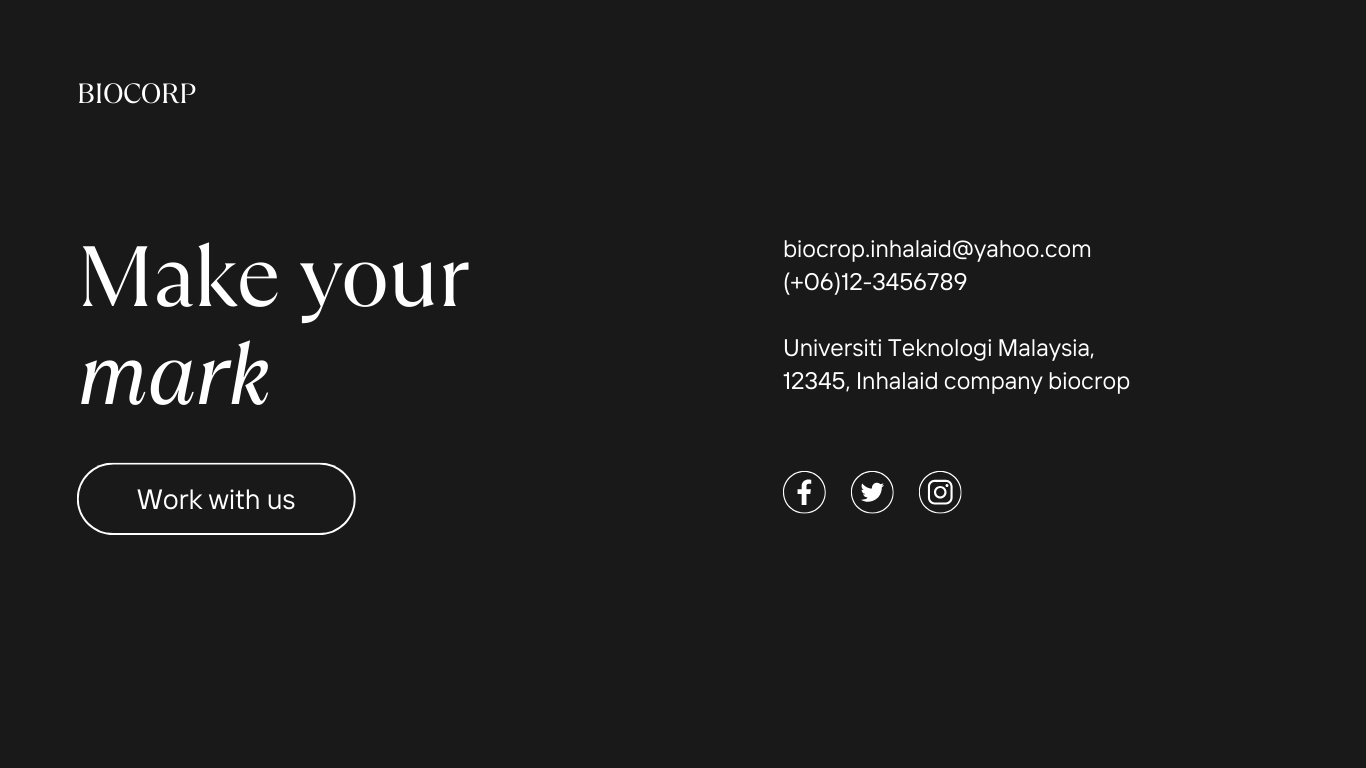 BIOCORP
Make your
mark
Work with us
biocrop.inhalaid@yahoo.com
(+06)12-3456789
Universiti Teknologi Malaysia,
12345, Inhalaid company biocrop